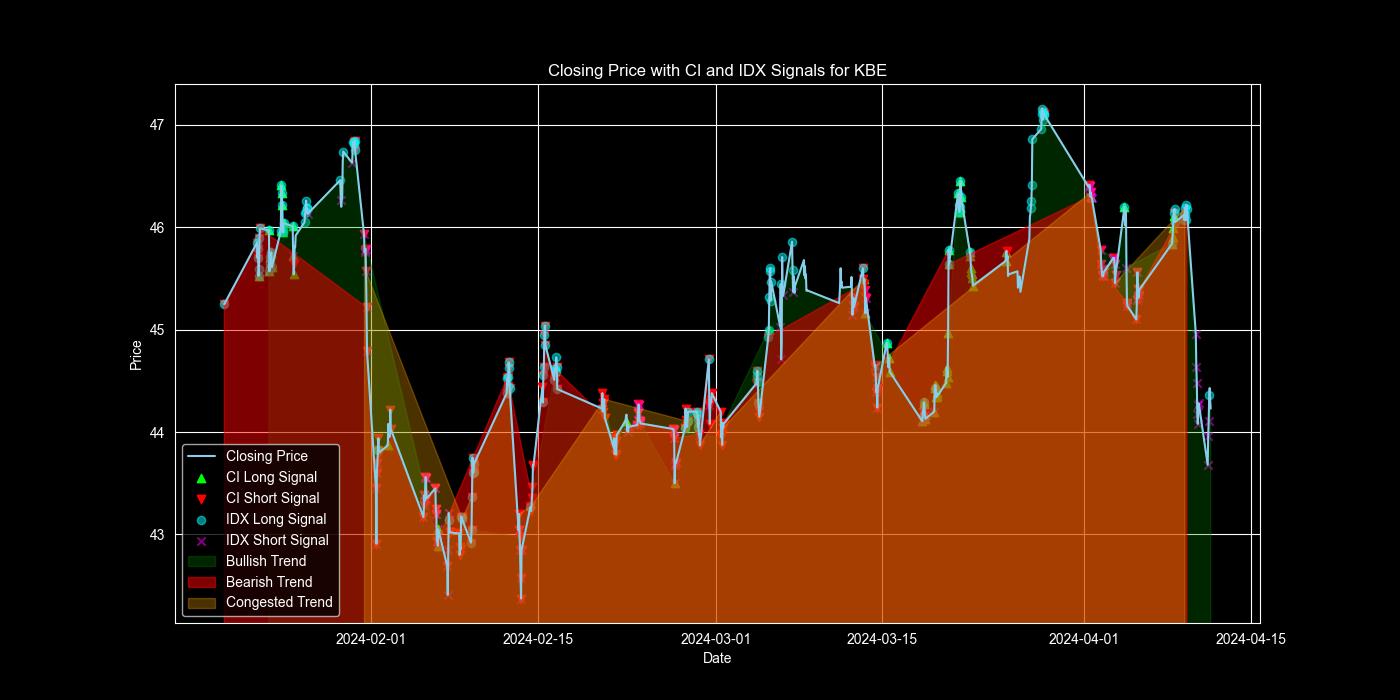 Closing Price with CI and IDX Signals for KBE
47
46
45
44
43
Price
Closing Price
CI Long Signal
CI Short Signal
IDX Long Signal
IDX Short Signal
Bullish Trend
Bearish Trend
Congested Trend
2024-02-01
2024-02-15
2024-03-01
2024-03-15
2024-04-01
2024-04-15
Date